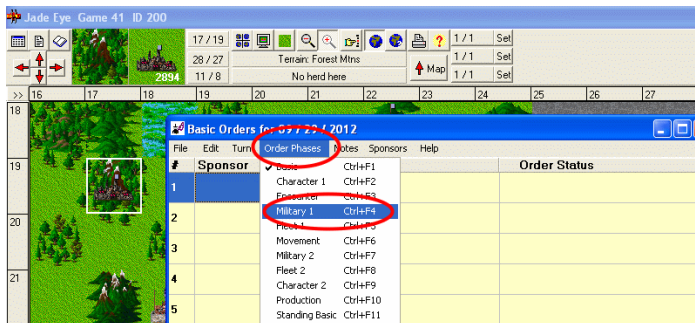 Jade Eye Game 41 ID 200
17 / 19
1 / 1 Set
28 / 27 Terrain: Forest Mtns
1 / 1 Set
2894 11 / 8 No herd here
Map 1 / 1 Set
>> 16 17 18 19 20 21 22 23 24 25 26 27
18
Basic Orders for 09 / 29 / 2012
File Edit Turn Order Phases Notes Sponsors Help
# Sponsor Order Status
19
Basic Ctrl+F1
1
Character 1 Ctrl+F2
Encounter Ctrl+F3
Military 1 Ctrl+F4
20
2
Fleet 1 Ctrl+F5
Movement Ctrl+F6
3
Military 2 Ctrl+F7
Fleet 2 Ctrl+F8
21
4
Character 2 Ctrl+F9
Production Ctrl+F10
5
Standing Basic Ctrl+F11